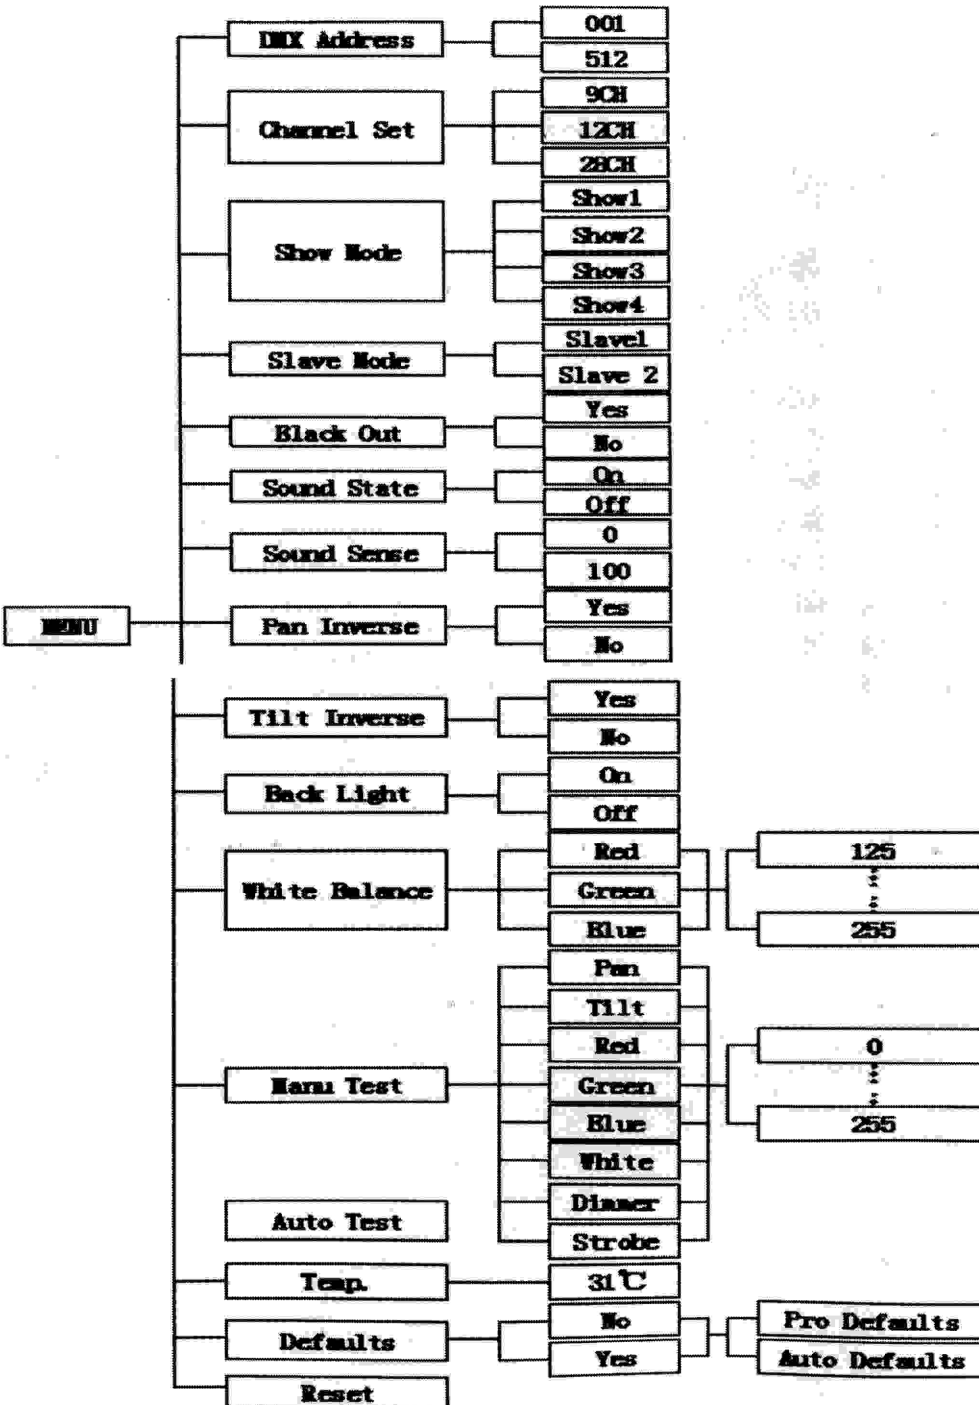 DMX Address
001
512
Channel Set
9CH
12CH
28CH
Show Mode
Show1
Show2
Show3
Show4
Slave Mode
Slave1
Slave 2
Black Out
Yes
No
Sound State
On
Off
Sound Sense
0
100
MENU
Pan Inverse
Yes
No
Tilt Inverse
Yes
No
Back Light
On
Off
White Balance
Red
Green
Blue
125
255
Manu Test
Pan
Tilt
Red
Green
Blue
White
Dimmer
Strobe
0
255
Auto Test
Temp.
31℃
Defaults
No
Yes
Pro Defaults
Auto Defaults
Reset